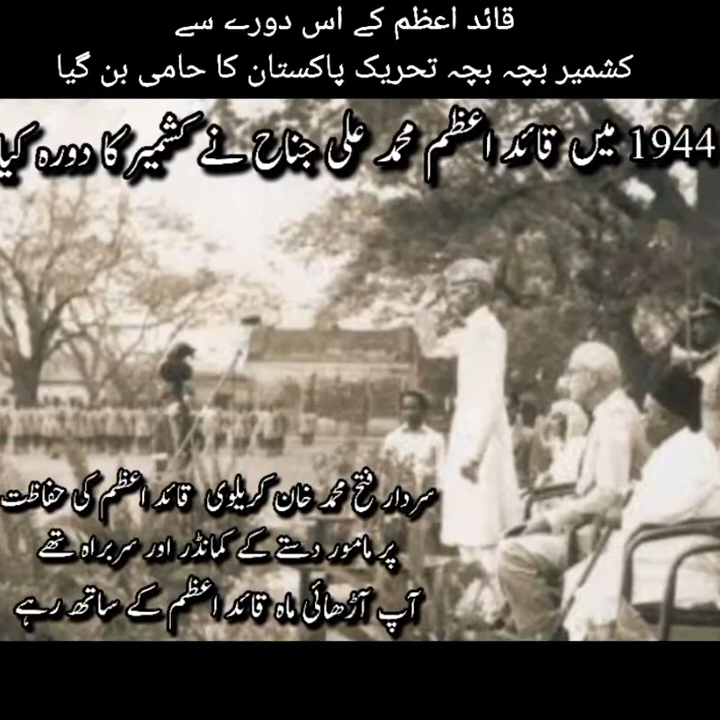 قائد اعظم کے اس دورے سے
کشمیر بچہ بچہ تحریک پاکستان کا حامی بن گیا
1944 میں قائد اعظم محمد علی جناح نے کشمیر کا دورہ کیا
سردار فتح محمد خان کریلوی قائد اعظم کی حفاظت
پر مامور دستے کے کمانڈر اور سربراہ تھے
آپ آڑھائی ماہ قائد اعظم کے ساتھ رہے